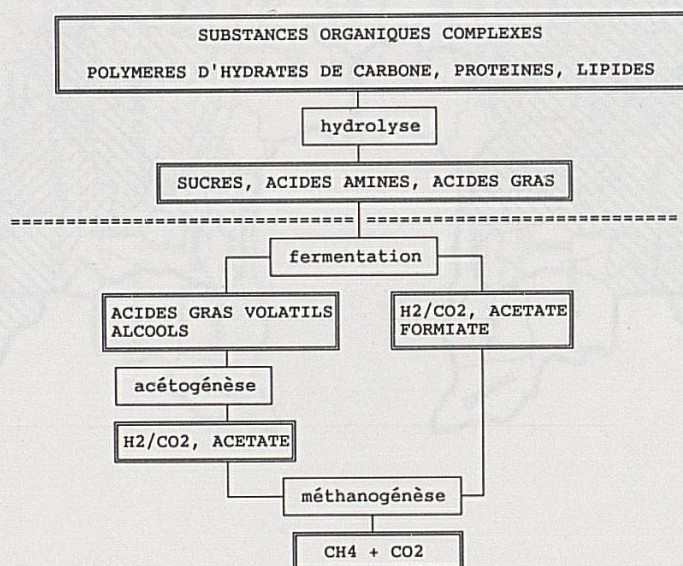 SUBSTANCES ORGANIQUES COMPLEXES
POLYMERES D'HYDRATES DE CARBONE, PROTEINES, LIPIDES
hydrolyse
SUCRES, ACIDES AMINES, ACIDES GRAS
fermentation
ACIDES GRAS VOLATILS
ALCOOLS
H2/CO2, ACETATE
FORMIATE
acétogénèse
H2/CO2, ACETATE
méthanogénèse
CH4 + CO2